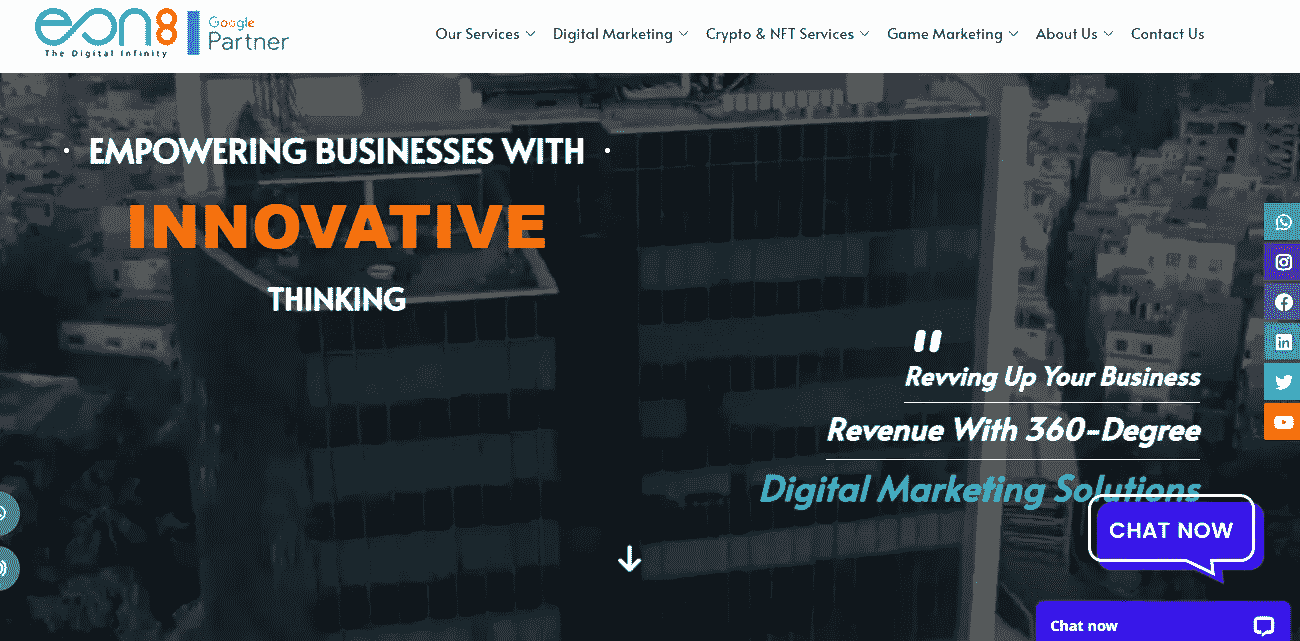 eon8
The Digital Infinity
Google
Partner
Our Services
Digital Marketing
Crypto & NFT Services
Game Marketing
About Us
Contact Us
• EMPOWERING BUSINESSES WITH •
INNOVATIVE
THINKING
"
Revving Up Your Business
Revenue With 360-Degree
Digital Marketing Solutions
CHAT NOW
Chat now